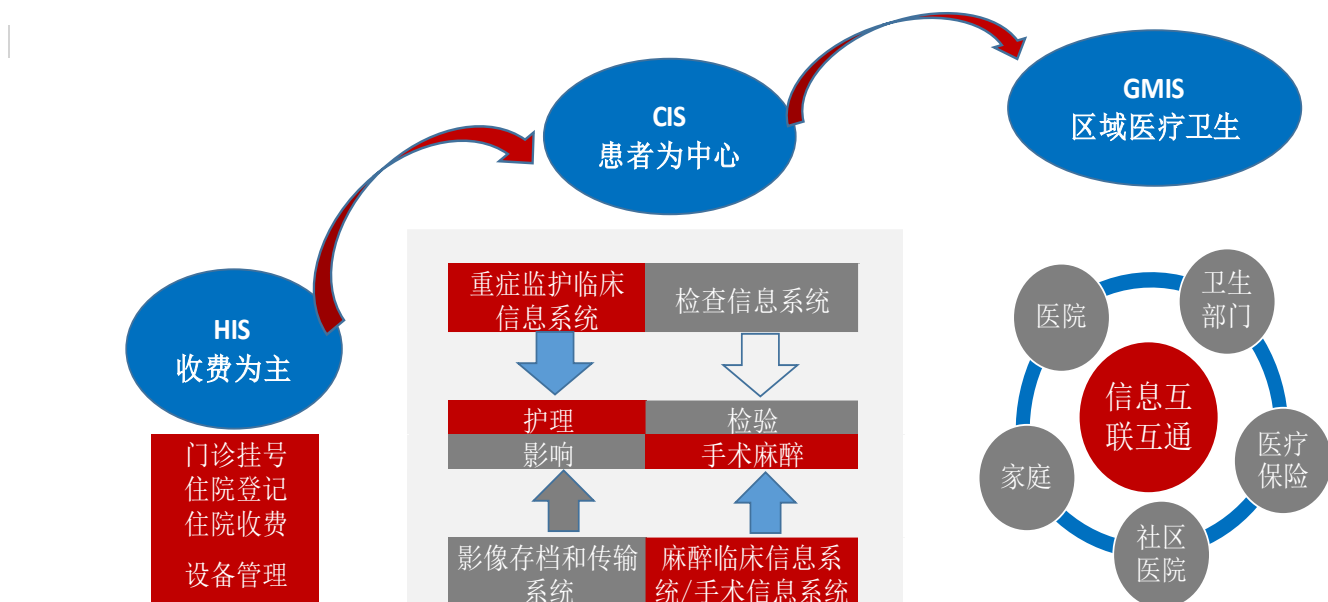 GMIS
区域医疗卫生
CIS
患者为中心
HIS
收费为主
门诊挂号
住院登记
住院收费
设备管理
重症监护临床
信息系统
检查信息系统
护理
检验
影响
手术麻醉
影像存档和传输
系统
麻醉临床信息系
统/手术信息系统
医院
卫生
部门
信息互
联互通
医疗
保险
家庭
社区
医院